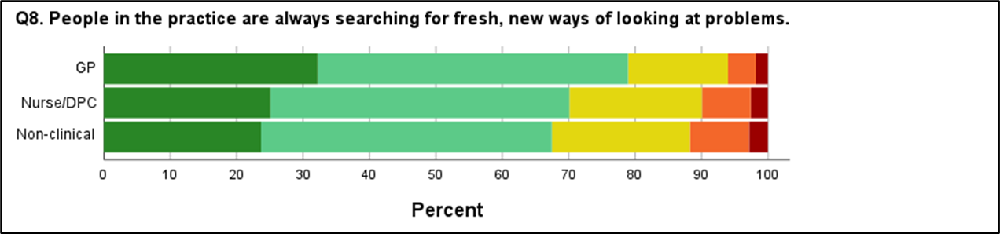 Q8. People in the practice are always searching for fresh, new ways of looking at problems.
GP
Nurse/DPC
Non-clinical
0 10 20 30 40 50 60 70 80 90 100
Percent